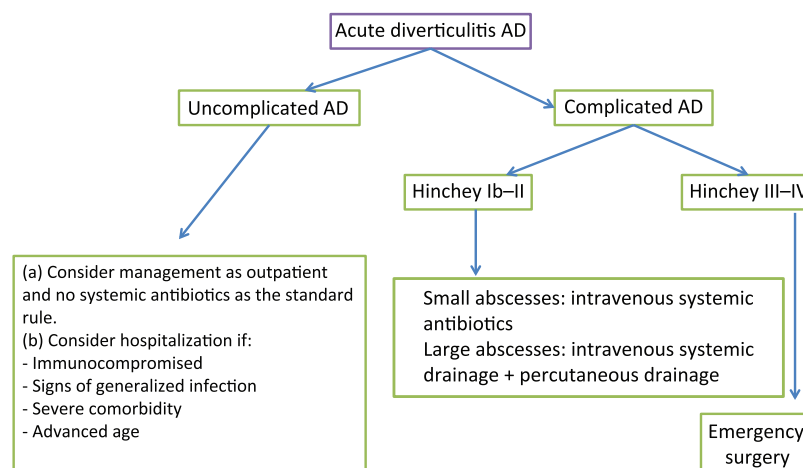 Acute diverticulitis AD
Uncomplicated AD
Complicated AD
Hinchey Ib–II
Hinchey III–IV
(a) Consider management as outpatient
and no systemic antibiotics as the standard
rule.
(b) Consider hospitalization if:
- Immunocompromised
- Signs of generalized infection
- Severe comorbidity
- Advanced age
Small abscesses: intravenous systemic
antibiotics
Large abscesses: intravenous systemic
drainage + percutaneous drainage
Emergency
surgery